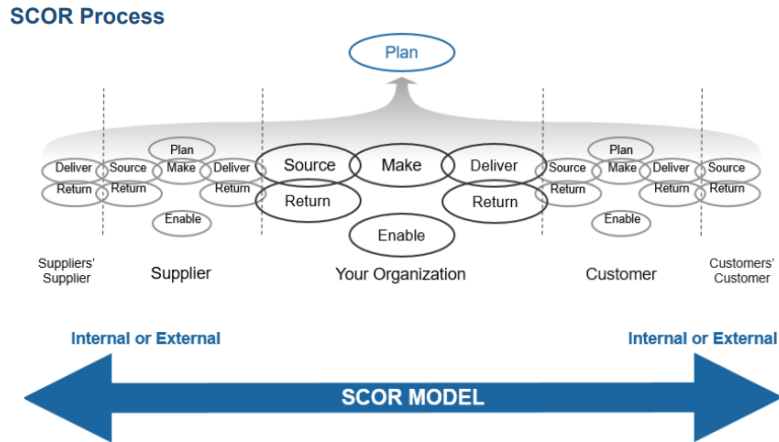 SCOR Process
Plan
Plan
Plan
Deliver
Source
Make
Deliver
Source
Make
Deliver
Source
Make
Deliver
Source
Return
Return
Return
Return
Return
Return
Return
Return
Enable
Enable
Enable
Suppliers'
Supplier
Supplier
Your Organization
Customer
Customers'
Customer
Internal or External
Internal or External
SCOR MODEL